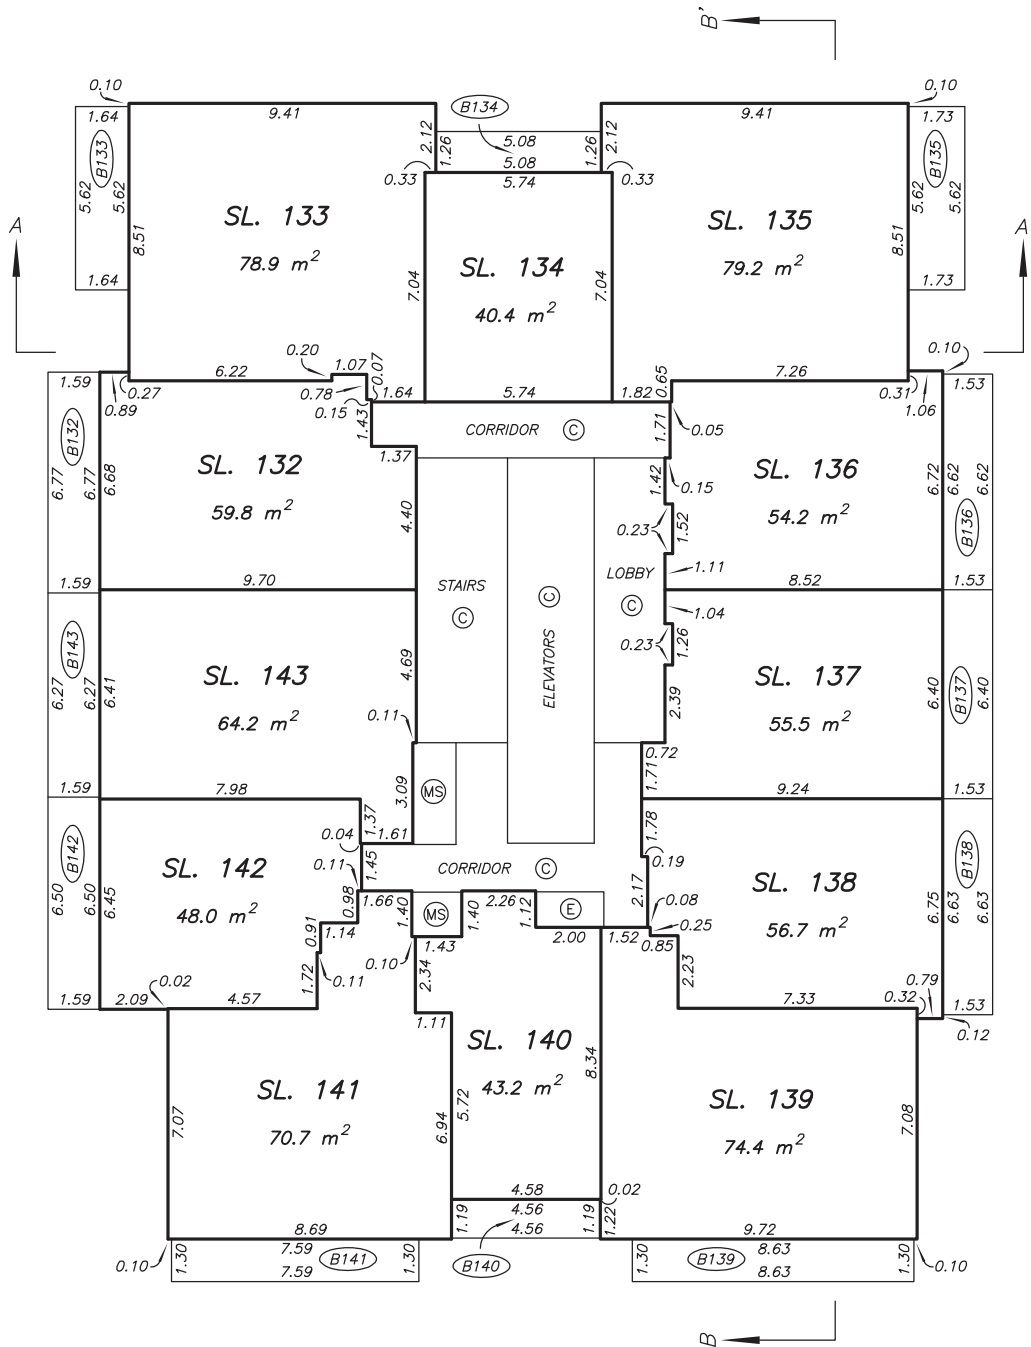 B'
0.10
9.41
B134
9.41
0.10
1.64
2.12
1.26
5.08
1.26
2.12
1.73
B133
5.08
B135
0.33
5.74
0.33
5.62
5.62
5.62
5.62
SL. 133
SL. 135
A
8.51
8.51
A
78.9 m²
SL. 134
79.2 m²
1.64
7.04
7.04
1.73
40.4 m²
0.20
1.07
0.07
0.10
1.59
6.22
0.78
0.65
7.26
1.53
0.27
1.64
5.74
1.82
0.31
0.89
0.15
1.43
1.06
CORRIDOR
C
1.71
0.05
B132
1.37
SL. 132
SL. 136
6.77
6.77
6.68
1.42
0.15
6.72
6.62
6.62
59.8 m²
4.40
54.2 m²
B136
0.23
1.52
1.59
9.70
STAIRS
C
LOBBY
1.11
8.52
1.53
C
C
1.04
B143
0.23
1.26
SL. 143
4.69
ELEVATORS
SL. 137
6.27
6.27
6.41
2.39
6.40
B137
6.40
64.2 m²
0.11
55.5 m²
0.72
1.59
7.98
3.09
MS
1.71
9.24
1.53
1.37
0.04
1.61
1.78
B142
0.11
1.45
CORRIDOR
C
0.19
B138
SL. 142
SL. 138
6.50
6.50
6.45
0.98
1.66
1.40
MS
1.40
2.26
1.12
E
2.17
0.08
6.75
6.63
6.63
48.0 m²
56.7 m²
0.91
1.14
1.43
2.00
1.52
0.25
0.85
0.10
2.34
2.23
0.02
1.72
0.11
0.79
1.59
2.09
4.57
7.33
0.32
1.53
1.11
0.12
SL. 140
SL. 141
8.34
SL. 139
43.2 m²
7.07
5.72
7.08
70.7 m²
6.94
74.4 m²
4.58
0.02
1.19
4.56
1.19
1.22
8.69
4.56
9.72
7.59
8.63
0.10
1.30
B141
1.30
B140
1.30
B139
1.30
0.10
7.59
8.63
B